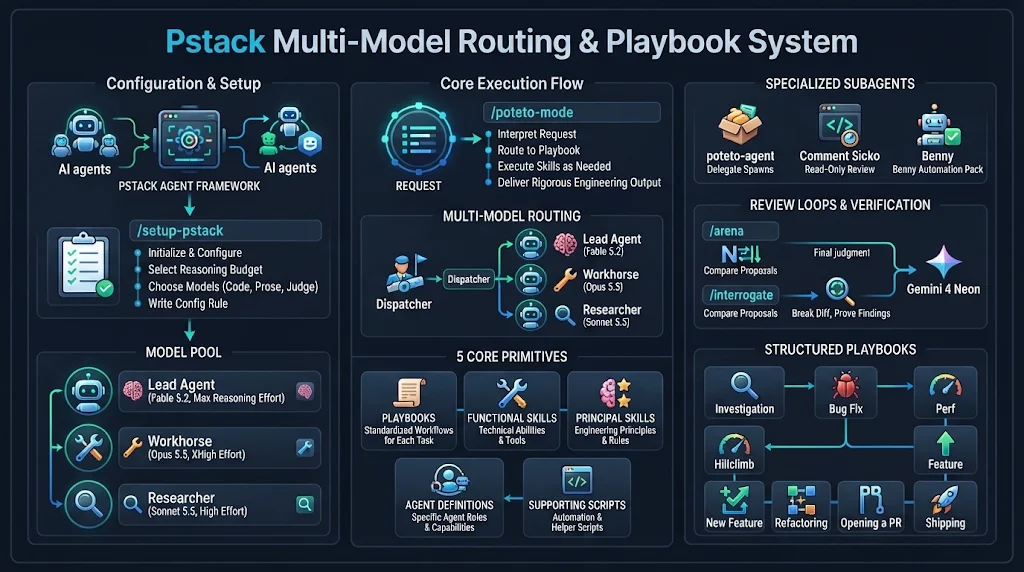 Pstack Multi-Model Routing & Playbook System
Configuration & Setup
AI agents
AI agents
PSTACK AGENT FRAMEWORK
/setup-pstack
Initialize & Configure
Select Reasoning Budget
Choose Models (Code, Prose, Judge)
Write Config Rule
MODEL POOL
Lead Agent
(Fable 5.2, Max Reasoning Effort)
Workhorse
(Opus 5.5, XHigh Effort)
Researcher
(Sonnet 5.5, High Effort)
Core Execution Flow
REQUEST
/poteto-mode
Interpret Request
Route to Playbook
Execute Skills as Needed
Deliver Rigorous Engineering Output
MULTI-MODEL ROUTING
Dispatcher
Dispatcher
Lead Agent
(Fable 5.2)
Workhorse
(Opus 5.5)
Researcher
(Sonnet 5.5)
5 CORE PRIMITIVES
PLAYBOOKS
Standardized Workflows
for Each Task
FUNCTIONAL SKILLS
Technical Abilities
& Tools
PRINCIPAL SKILLS
Engineering Principles
& Rules
AGENT DEFINITIONS
Specific Agent Roles
& Capabilities
SUPPORTING SCRIPTS
Automation &
Helper Scripts
SPECIALIZED SUBAGENTS
poteto-agent
Delegate Spawns
Comment Sicko
Read-Only Review
Benny
Benny Automation Pack
REVIEW LOOPS & VERIFICATION
/arena
Compare Proposals
Final judgment
/interrogate
Compare Proposals
Break Diff, Prove Findings
Gemini 4 Neon
STRUCTURED PLAYBOOKS
Investigation
Bug Fix
Perf
Hillclimb
Feature
New Feature
Refactoring
Opening a PR
Shipping